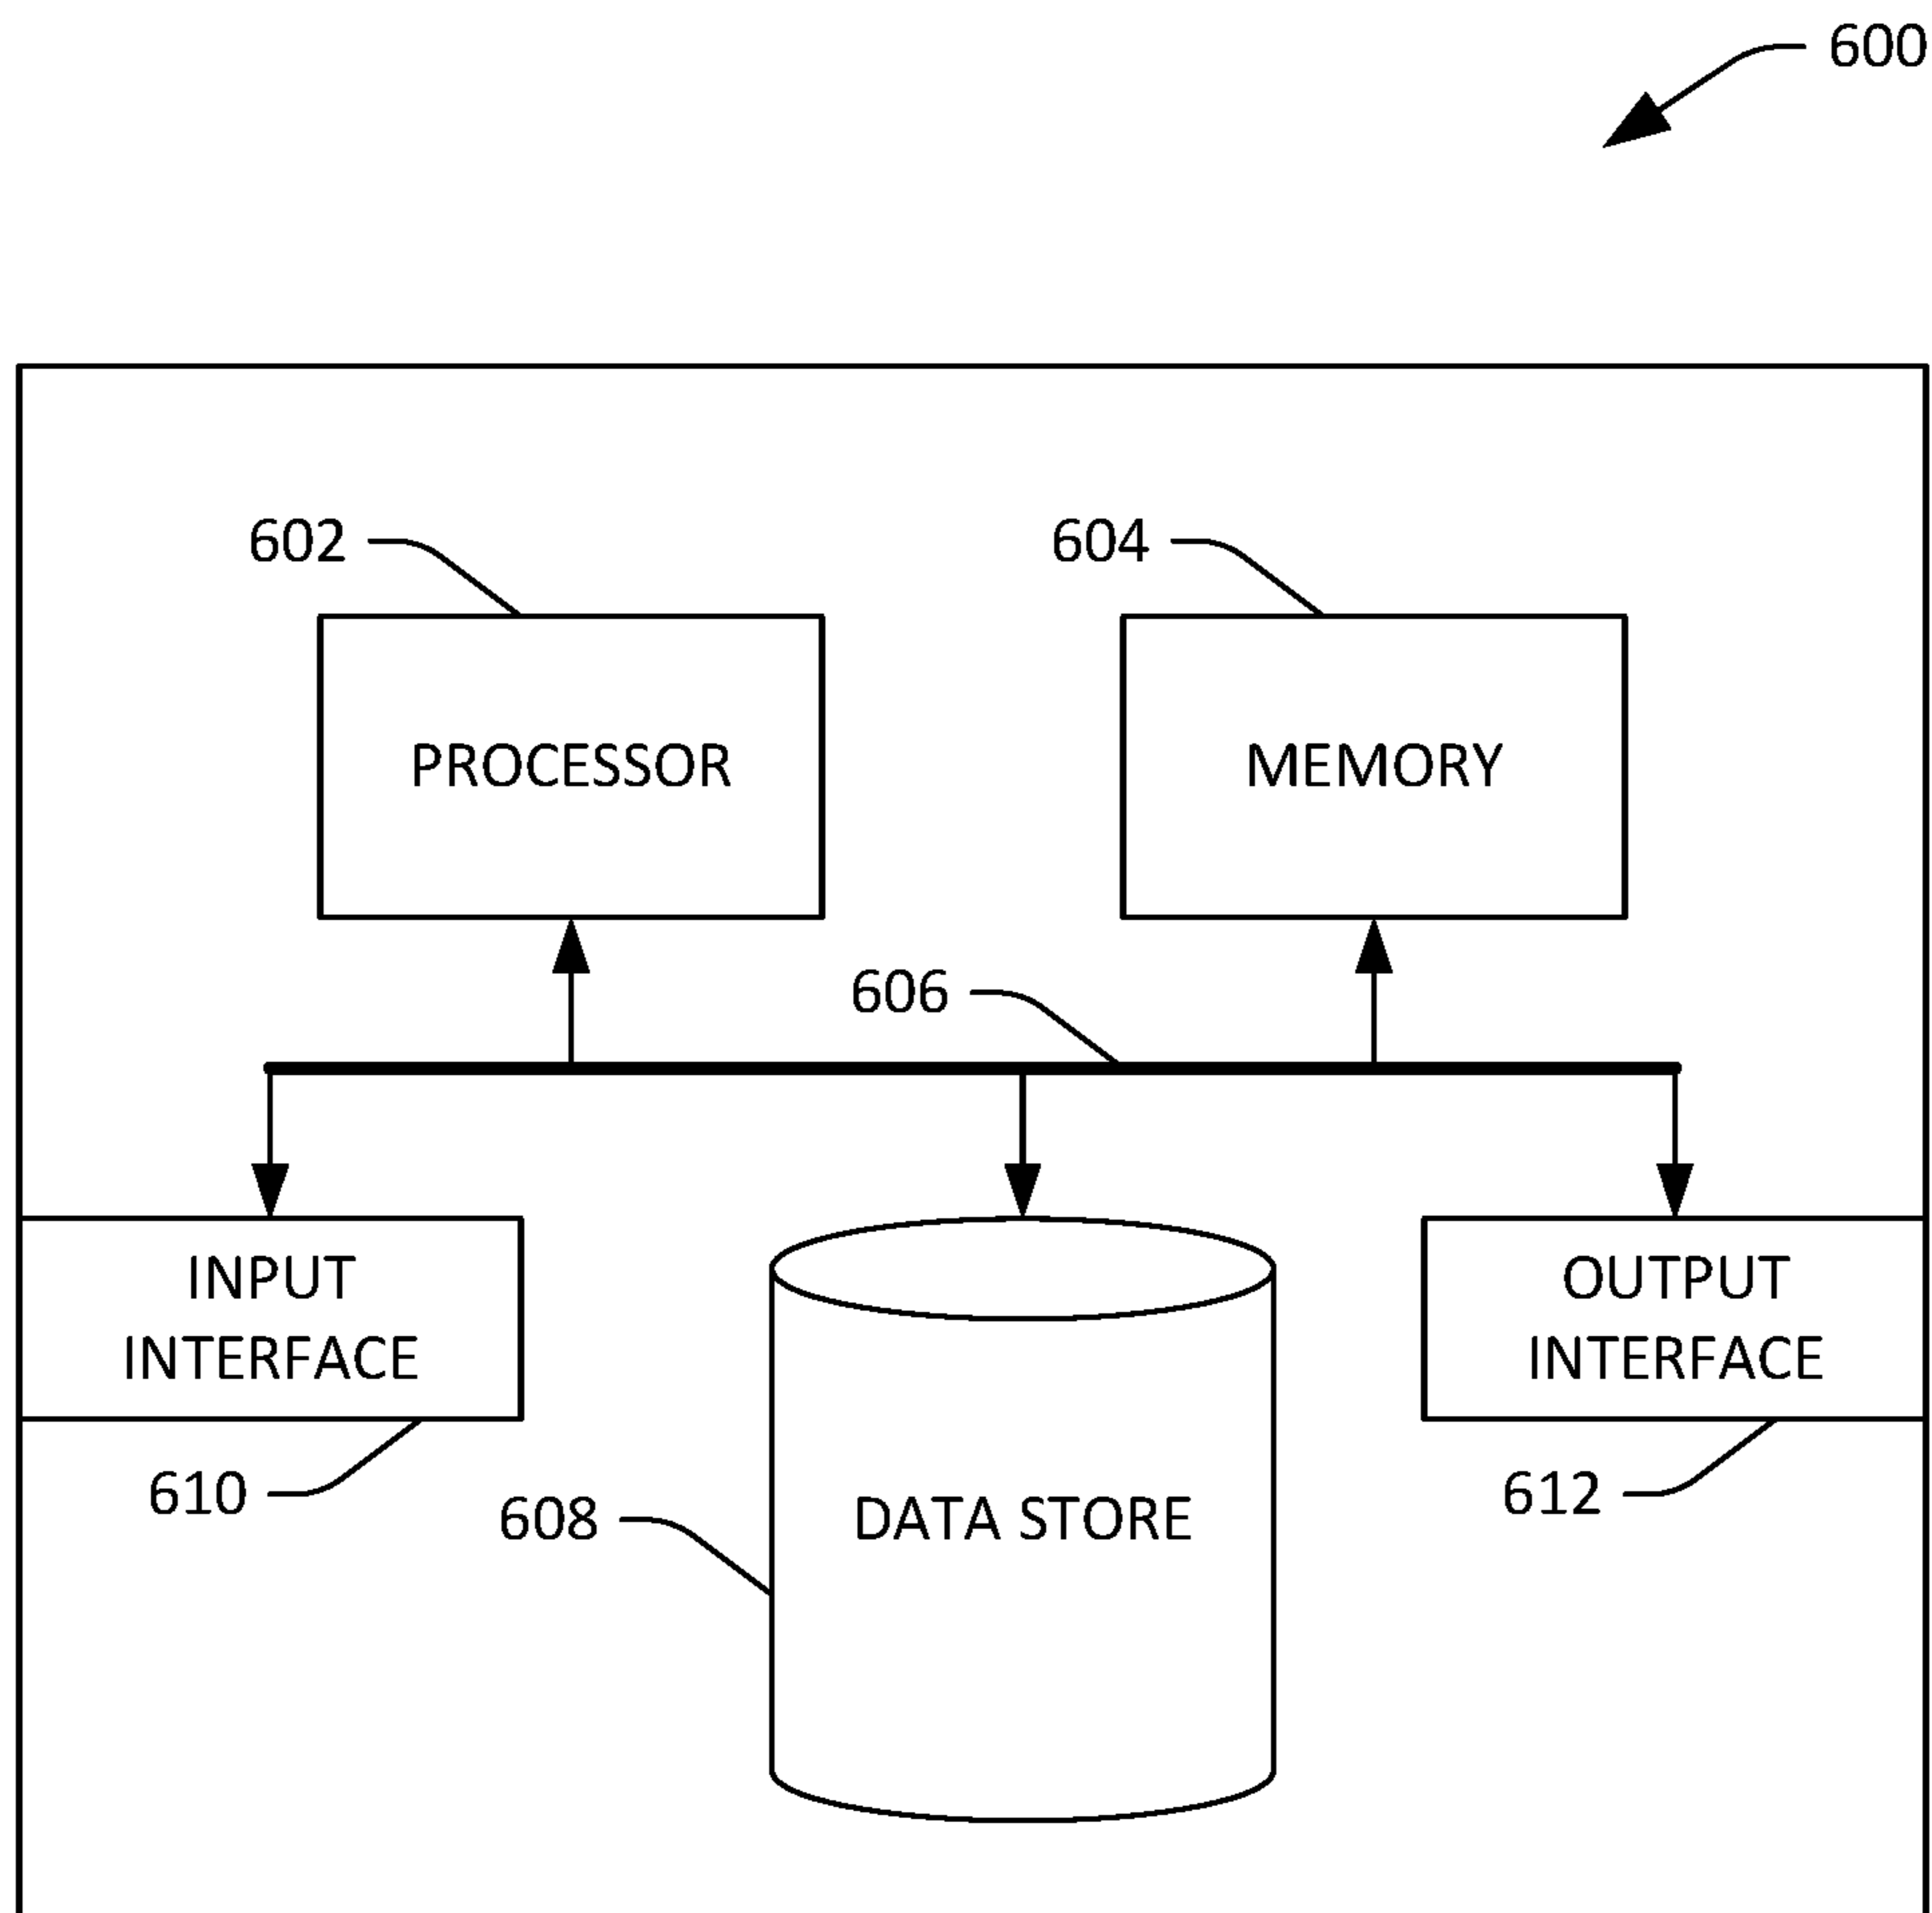 600
602
604
PROCESSOR
MEMORY
606
INPUT
INTERFACE
OUTPUT
INTERFACE
610
608
DATA STORE
612